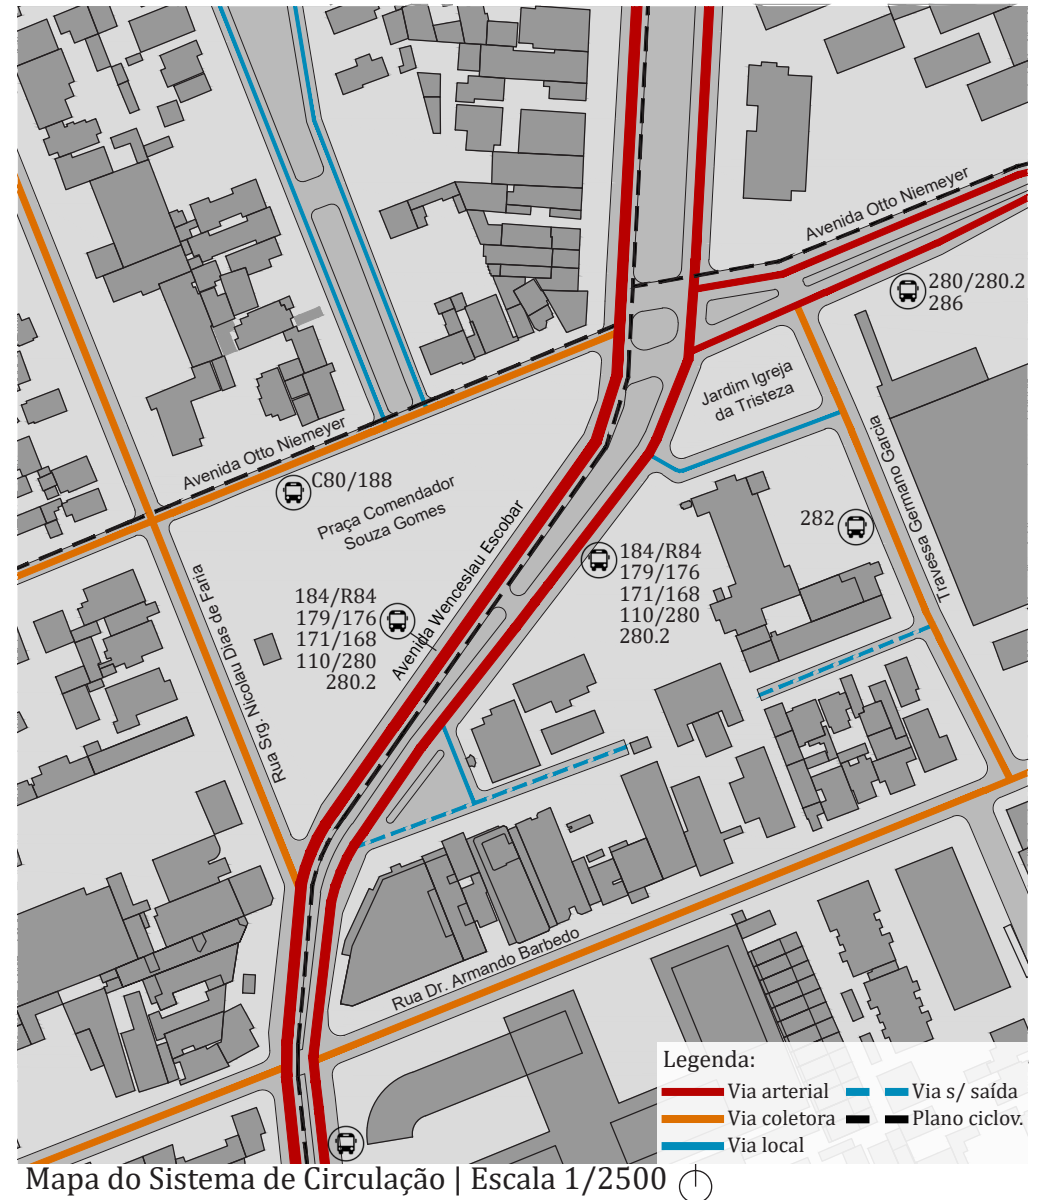 Avenida Otto Niemeyer
280/280.2
286
Jardim Igreja
da Tristeza
Avenida Otto Niemeyer
C80/188
Praça Comendador
Souza Gomes
Travessa Germano Garcia
282
Avenida Wenceslau Escobar
184/R84
179/176
171/168
110/280
280.2
184/R84
179/176
171/168
110/280
280.2
Rua Srg. Nicolau Dias de Faria
Rua Dr. Armando Barbedo
Legenda:
Via arterial
Via s/ saída
Via coletora
Plano ciclov.
Via local
Mapa do Sistema de Circulação | Escala 1/2500